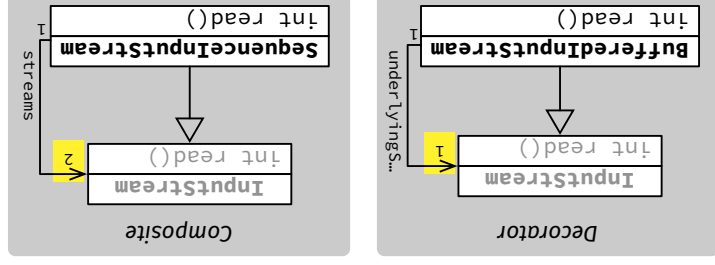 Decorator
InputStream
int read()
1
underlyingS…
BufferedInputStream
int read()
1
Composite
InputStream
int read()
2
streams
SequenceInputStream
int read()
1